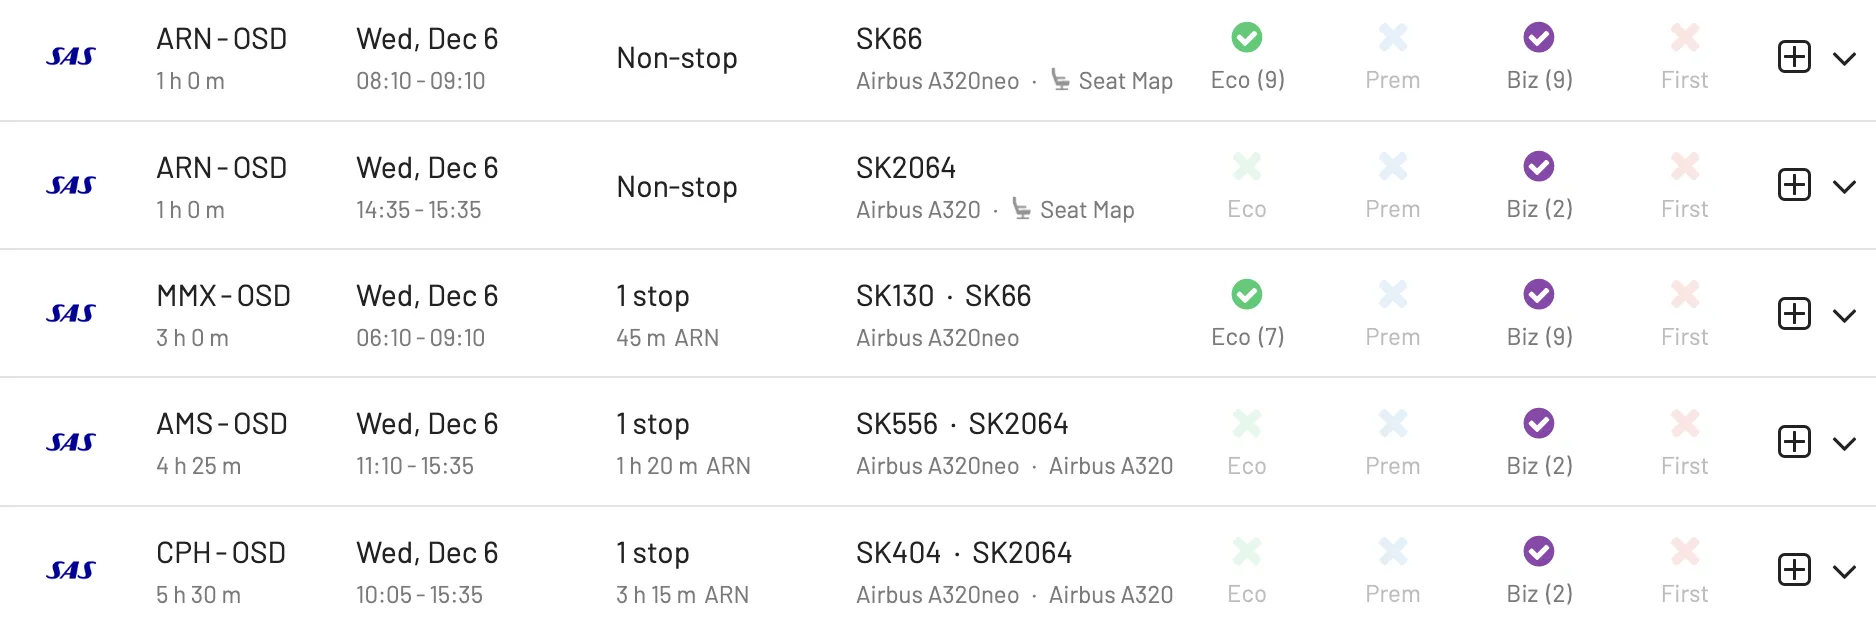 SAS ARN - OSD Wed, Dec 6 Non-stop SK66 Eco (9) Prem Biz (9) First
1 h 0 m 08:10 - 09:10 Airbus A320neo · Seat Map
SAS ARN - OSD Wed, Dec 6 Non-stop SK2064 Eco Prem Biz (2) First
1 h 0 m 14:35 - 15:35 Airbus A320 · Seat Map
SAS MMX - OSD Wed, Dec 6 1 stop SK130 · SK66 Eco (7) Prem Biz (9) First
3 h 0 m 06:10 - 09:10 45 m ARN Airbus A320neo
SAS AMS - OSD Wed, Dec 6 1 stop SK556 · SK2064 Eco Prem Biz (2) First
4 h 25 m 11:10 - 15:35 1 h 20 m ARN Airbus A320neo · Airbus A320
SAS CPH - OSD Wed, Dec 6 1 stop SK404 · SK2064 Eco Prem Biz (2) First
5 h 30 m 10:05 - 15:35 3 h 15 m ARN Airbus A320neo · Airbus A320